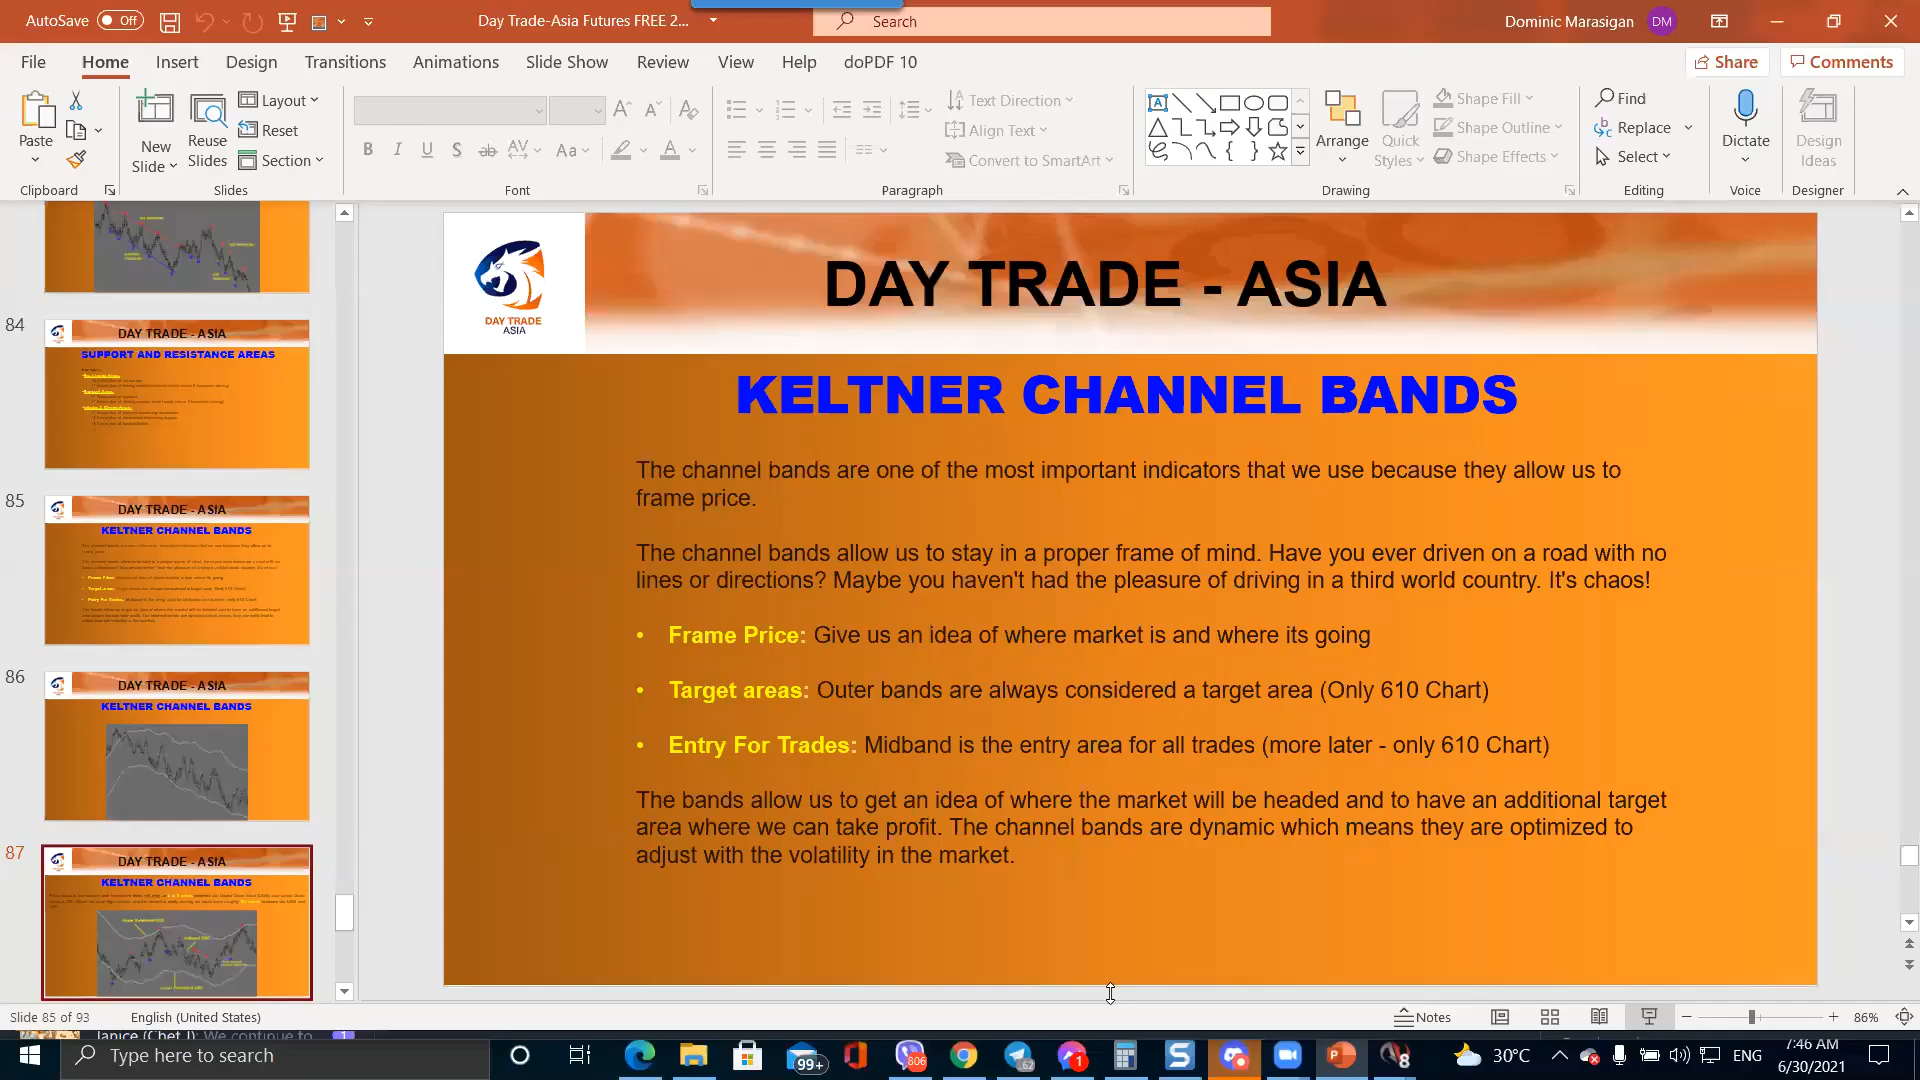 AutoSave Off
Day Trade-Asia Futures FREE 2...
Search
Dominic Marasigan DM
File Home Insert Design Transitions Animations Slide Show Review View Help doPDF 10
Share Comments
Paste
New Slide
Reuse Slides
Layout
Reset
Section
Text Direction
Align Text
Convert to SmartArt
Arrange
Quick Styles
Shape Fill
Shape Outline
Shape Effects
Find
Replace
Select
Dictate
Design Ideas
Clipboard Slides Font Paragraph Drawing Editing Voice Designer
84
DAY TRADE - ASIA
SUPPORT AND RESISTANCE AREAS
85
DAY TRADE - ASIA
KELTNER CHANNEL BANDS
86
DAY TRADE - ASIA
KELTNER CHANNEL BANDS
87
DAY TRADE - ASIA
KELTNER CHANNEL BANDS
DAY TRADE
ASIA
DAY TRADE - ASIA
KELTNER CHANNEL BANDS
The channel bands are one of the most important indicators that we use because they allow us to
frame price.
The channel bands allow us to stay in a proper frame of mind. Have you ever driven on a road with no
lines or directions? Maybe you haven't had the pleasure of driving in a third world country. It's chaos!
• Frame Price: Give us an idea of where market is and where its going
• Target areas: Outer bands are always considered a target area (Only 610 Chart)
• Entry For Trades: Midband is the entry area for all trades (more later - only 610 Chart)
The bands allow us to get an idea of where the market will be headed and to have an additional target
area where we can take profit. The channel bands are dynamic which means they are optimized to
adjust with the volatility in the market.
Slide 85 of 93 English (United States)
Notes
86%
Janice (Chet J): We continue to 1
Type here to search
99+
806
62
1
8
30°C
ENG
7:46 AM
6/30/2021